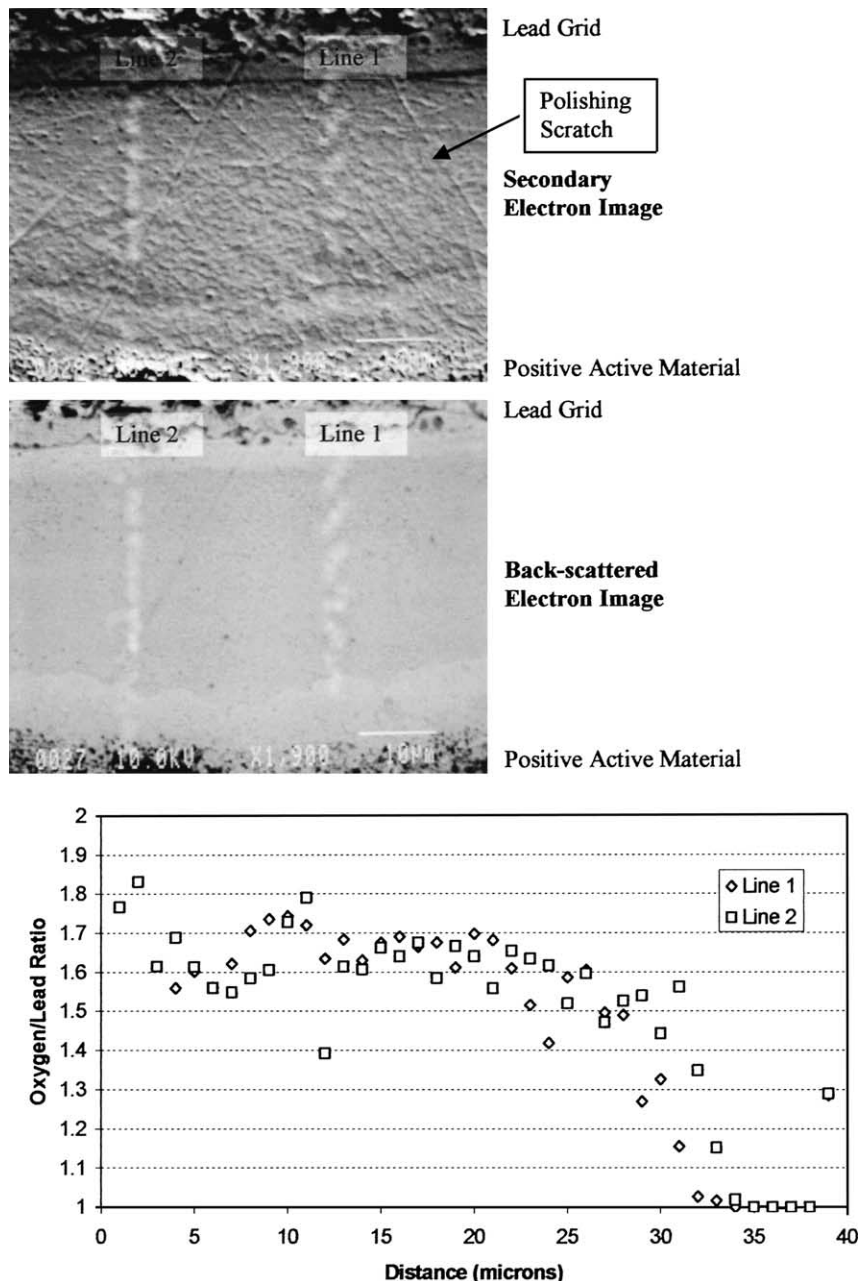 Lead Grid
Line 2
Line 1
Polishing
Scratch
Secondary
Electron Image
Positive Active Material
Lead Grid
Line 2
Line 1
Back-scattered
Electron Image
0027 10.0KV X1,900 10µm
Positive Active Material
2
1.9
1.8
1.7
1.6
1.5
1.4
1.3
1.2
1.1
1
Oxygen/Lead Ratio
Line 1
Line 2
0 5 10 15 20 25 30 35 40
Distance (microns)